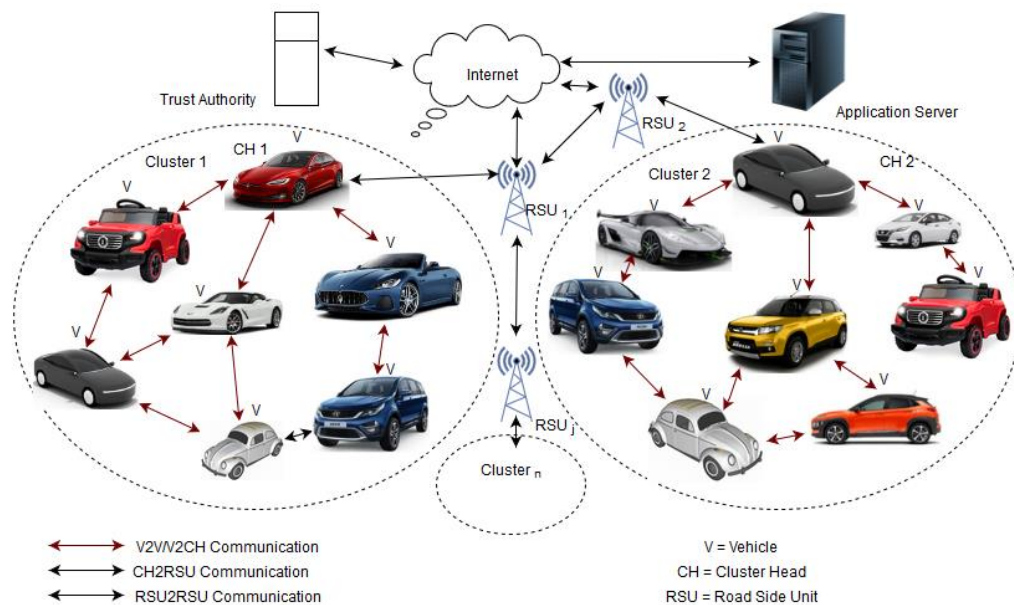 Internet
Trust Authority
Application Server
RSU 2
V
CH 1
Cluster 1
V
V
CH 2
Cluster 2
V
V
RSU 1
V
V
V
V
V
V
V
V
V
V
V
V
RSU j
Cluster n
V2V/V2CH Communication
CH2RSU Communication
RSU2RSU Communication
V = Vehicle
CH = Cluster Head
RSU = Road Side Unit